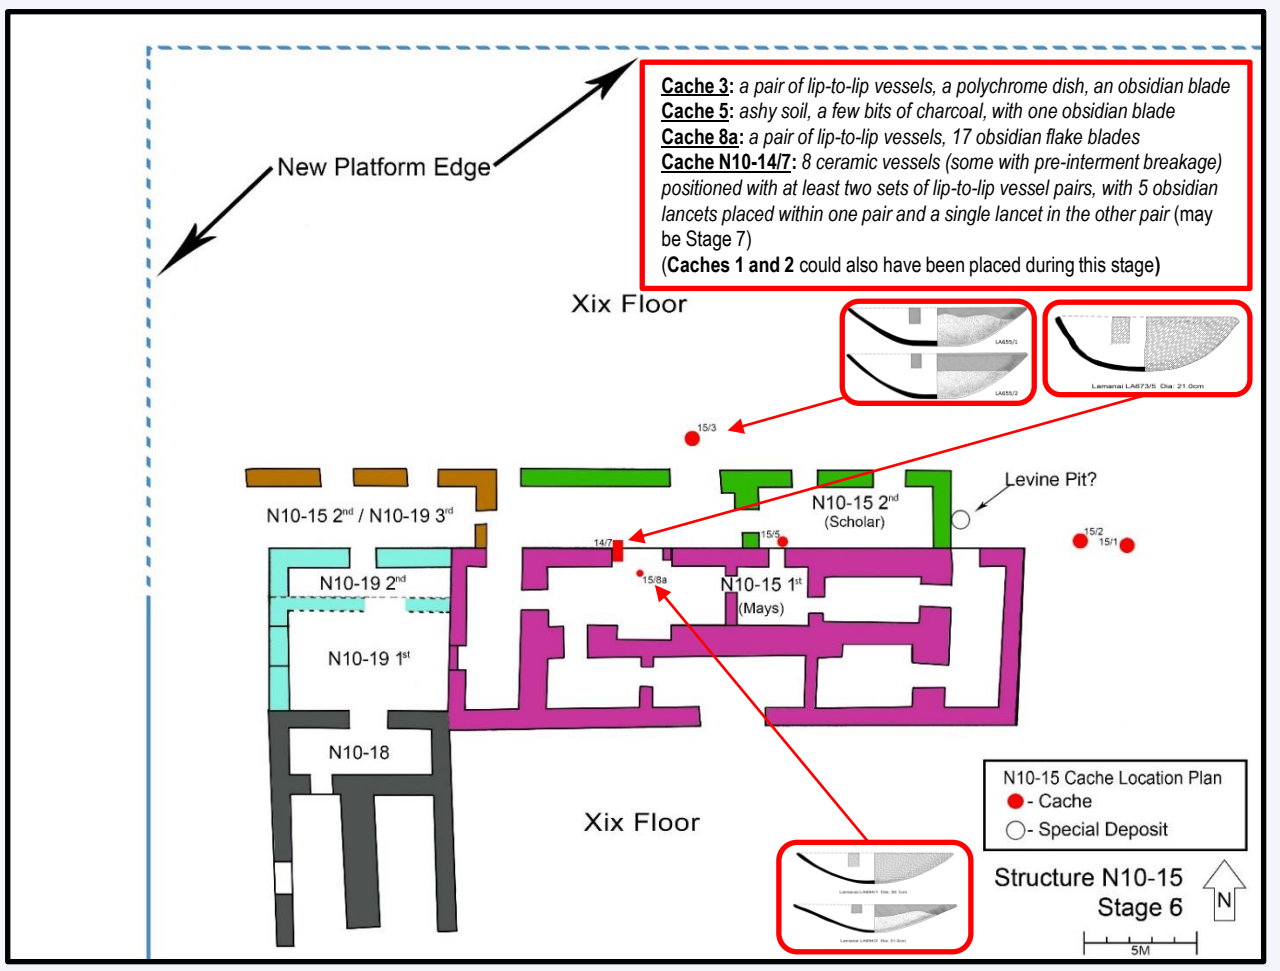 Cache 3: a pair of lip-to-lip vessels, a polychrome dish, an obsidian blade
Cache 5: ashy soil, a few bits of charcoal, with one obsidian blade
Cache 8a: a pair of lip-to-lip vessels, 17 obsidian flake blades
Cache N10-14/7: 8 ceramic vessels (some with pre-interment breakage)
positioned with at least two sets of lip-to-lip vessel pairs, with 5 obsidian
lancets placed within one pair and a single lancet in the other pair (may
be Stage 7)
(Caches 1 and 2 could also have been placed during this stage)
New Platform Edge
Xix Floor
LA655/1
LA655/2
Lamanai LA673/5 Dia: 21.0cm
15/3
Levine Pit?
N10-15 2nd / N10-19 3rd
N10-15 2nd
(Scholar)
14/7
15/5
15/2
15/1
N10-19 2nd
15/8a
N10-15 1st
(Mays)
N10-19 1st
N10-18
Xix Floor
N10-15 Cache Location Plan
- Cache
- Special Deposit
Structure N10-15
Stage 6
N
5M